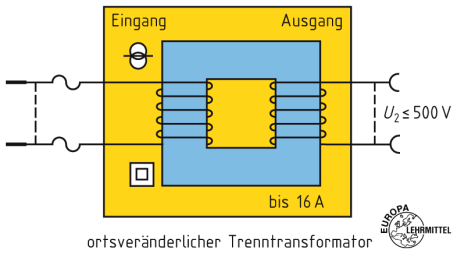 Eingang Ausgang
U₂ ≤ 500 V
bis 16 A
ortsveränderlicher Trenntransformator
EUROPA
LEHRMITTEL